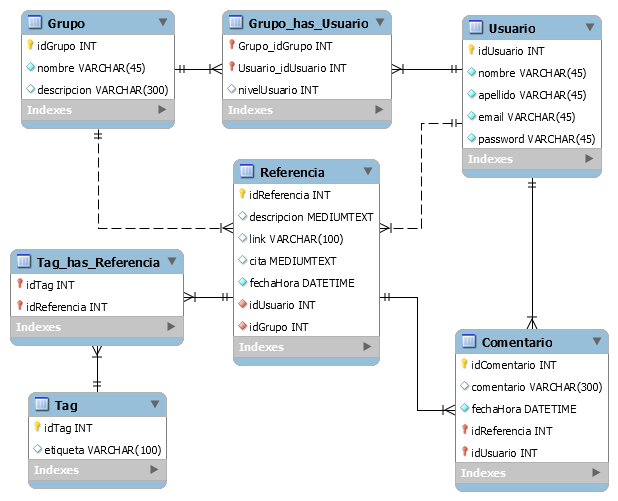 Grupo
idGrupo INT
nombre VARCHAR(45)
descripcion VARCHAR(300)
Indexes
Grupo_has_Usuario
Grupo_idGrupo INT
Usuario_idUsuario INT
nivelUsuario INT
Indexes
Usuario
idUsuario INT
nombre VARCHAR(45)
apellido VARCHAR(45)
email VARCHAR(45)
password VARCHAR(45)
Indexes
Referencia
idReferencia INT
descripcion MEDIUMTEXT
link VARCHAR(100)
cita MEDIUMTEXT
fechaHora DATETIME
idUsuario INT
idGrupo INT
Indexes
Tag_has_Referencia
idTag INT
idReferencia INT
Indexes
Comentario
idComentario INT
comentario VARCHAR(300)
fechaHora DATETIME
idReferencia INT
idUsuario INT
Indexes
Tag
idTag INT
etiqueta VARCHAR(100)
Indexes